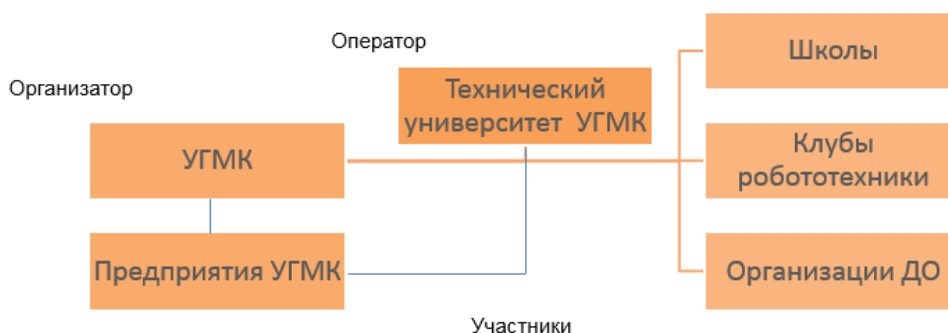 Оператор
Организатор
Технический
университет УГМК
Школы
УГМК
Клубы
робототехники
Предприятия УГМК
Организации ДО
Участники